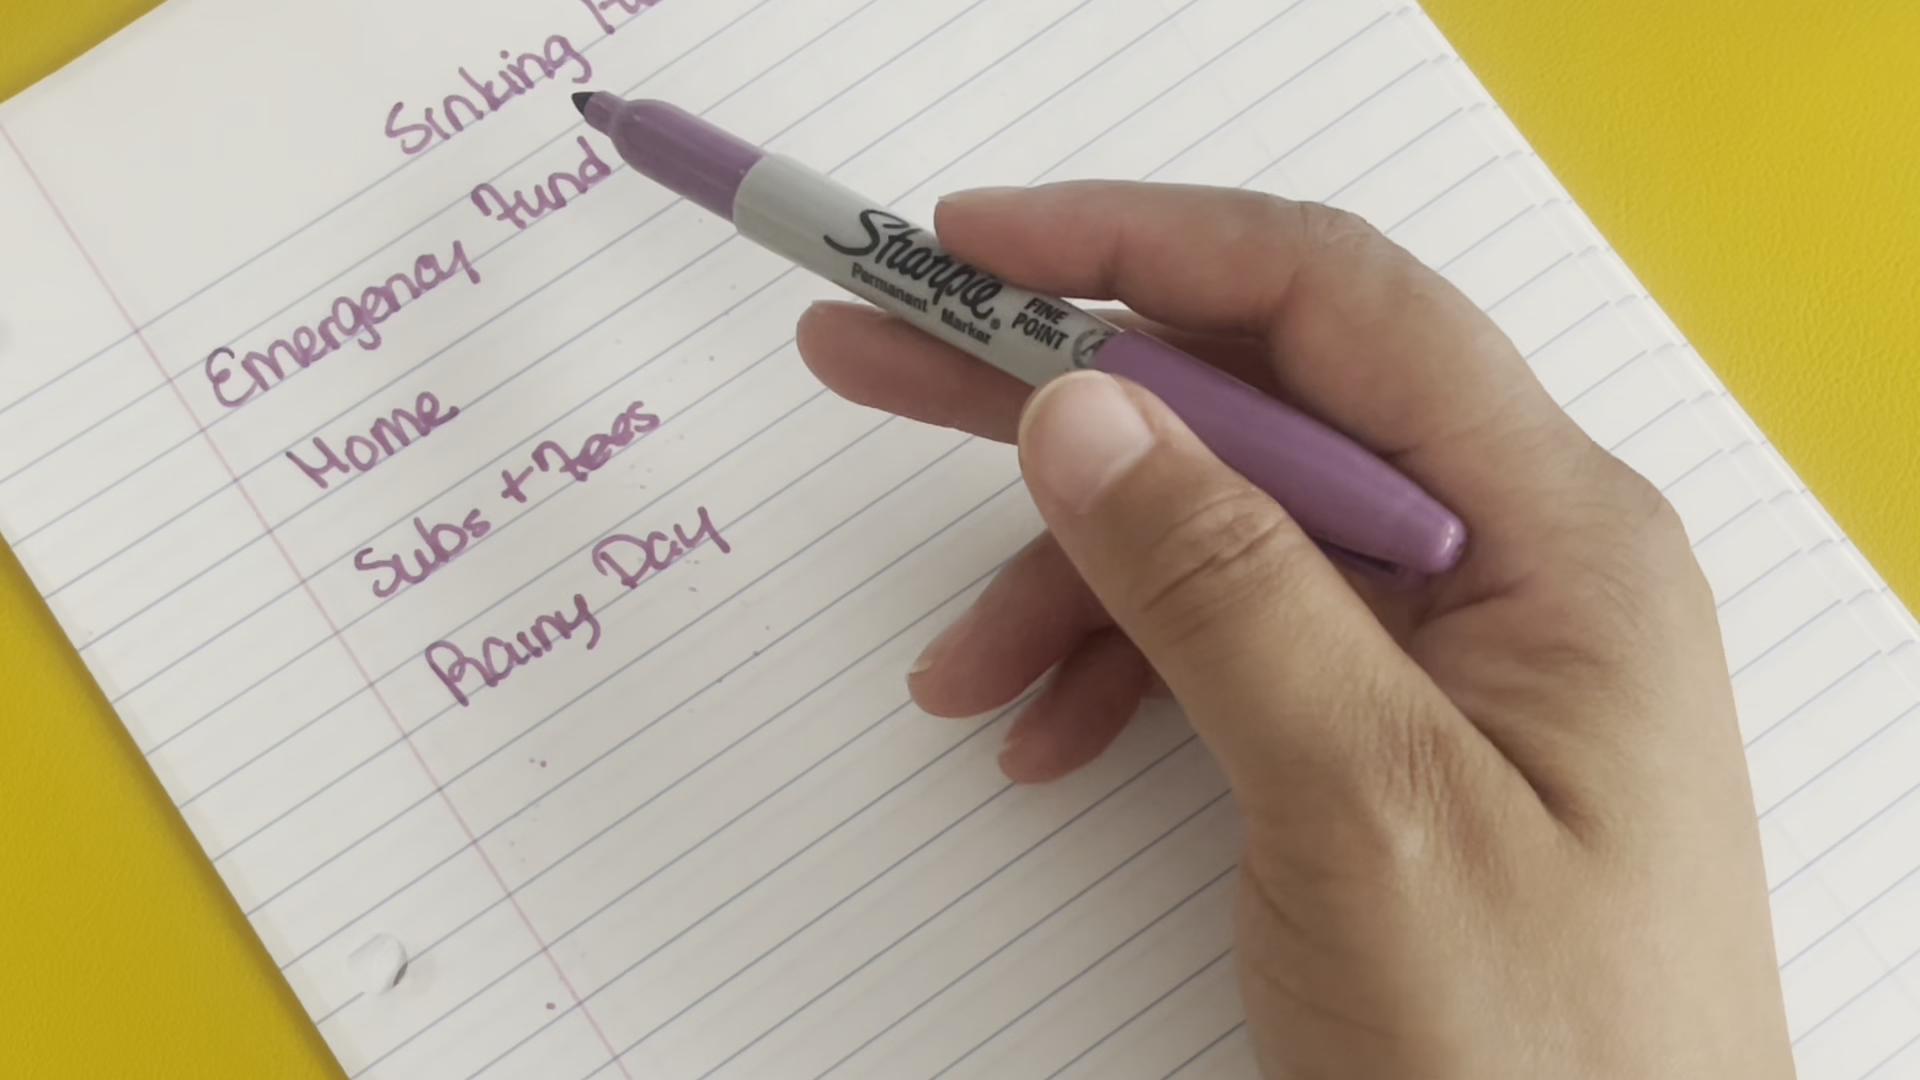 Sinking
Emergency Fund
Home
Subs + Fees
Rainy Day
Sharpie®
Permanent Marker
FINE
POINT